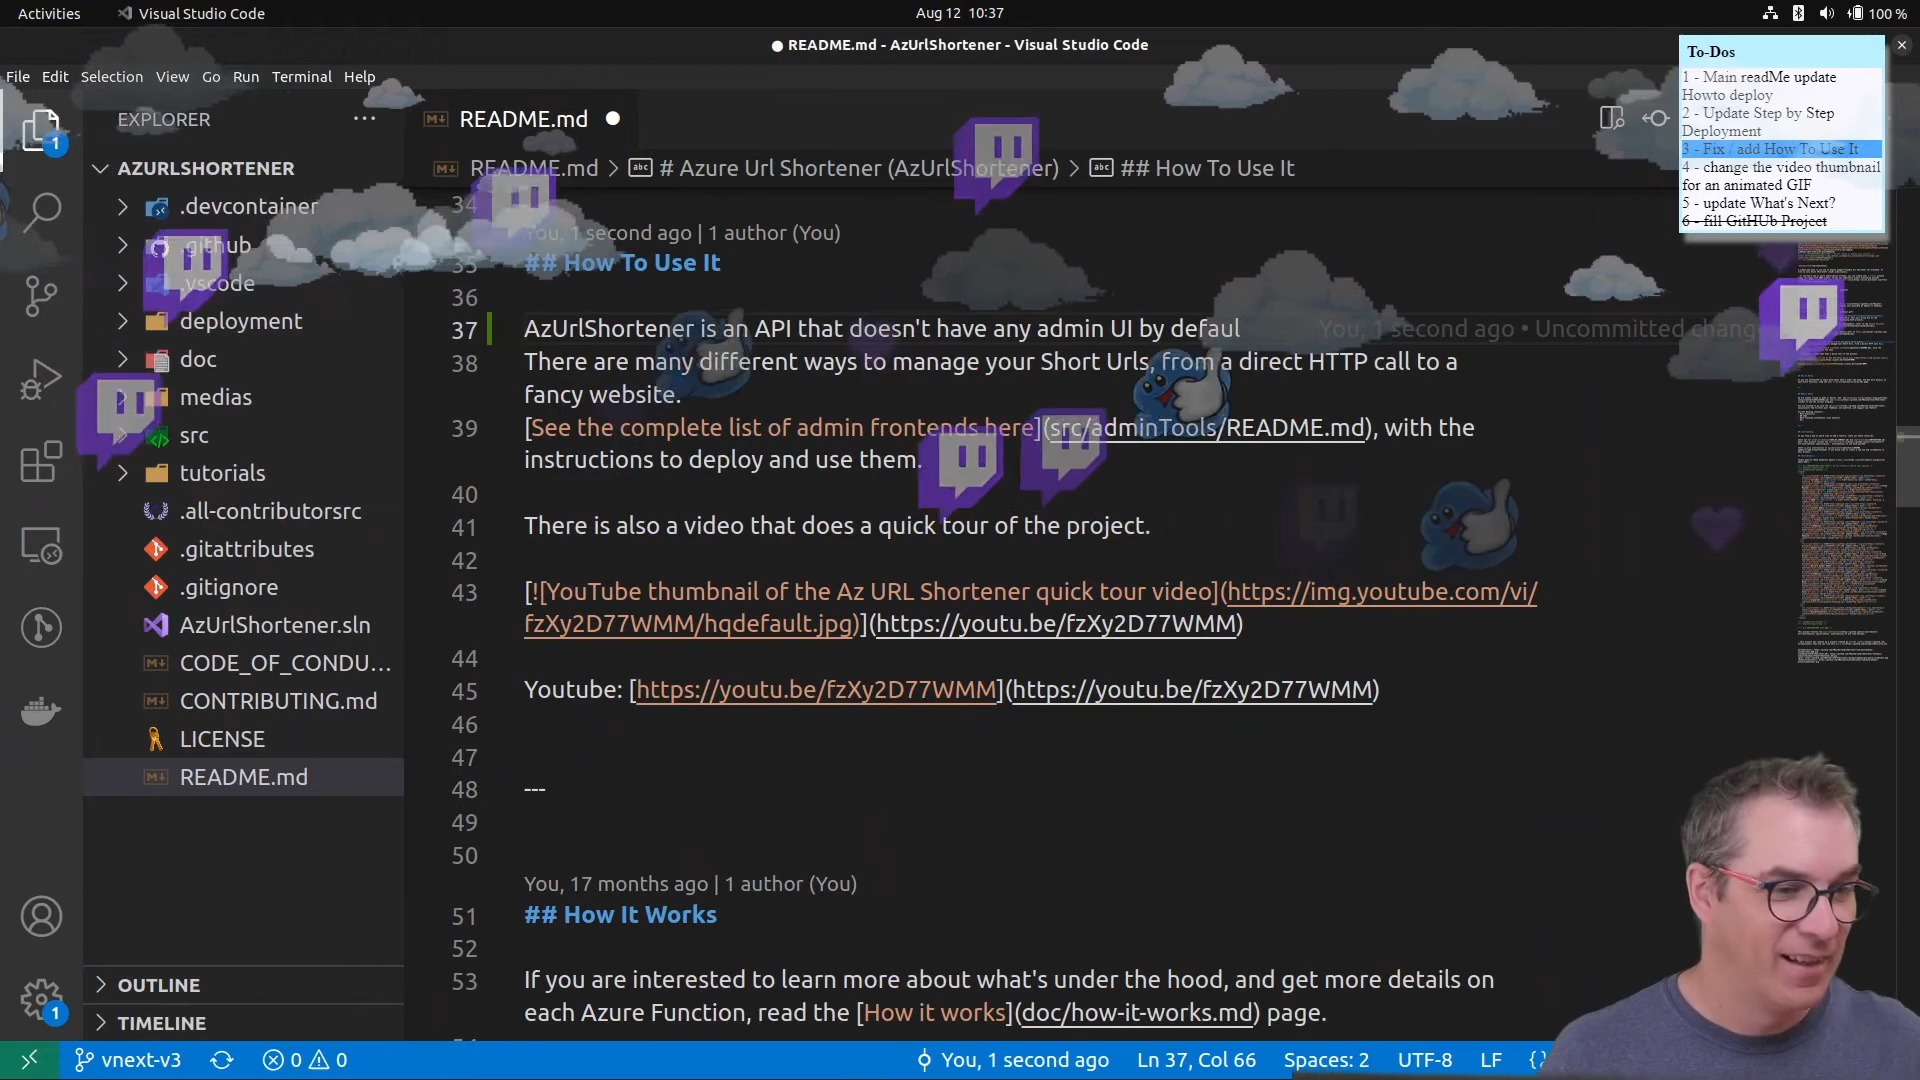 Activities
Visual Studio Code
Aug 12 10:37
100 %
README.md - AzUrlShortener - Visual Studio Code
File Edit Selection View Go Run Terminal Help
To-Dos
1 - Main readMe update
Howto deploy
2 - Update Step by Step
Deployment
3 - Fix / add How To Use It
4 - change the video thumbnail
for an animated GIF
5 - update What's Next?
6 - fill GitHUb Project
EXPLORER
1
AZURLSHORTENER
.devcontainer
.github
.vscode
deployment
doc
medias
src
tutorials
.all-contributorsrc
.gitattributes
.gitignore
AzUrlShortener.sln
CODE_OF_CONDU...
CONTRIBUTING.md
LICENSE
README.md
OUTLINE
TIMELINE
1
README.md
README.md > # Azure Url Shortener (AzUrlShortener) > ## How To Use It
34
You, 1 second ago | 1 author (You)
35 ## How To Use It
36
37 AzUrlShortener is an API that doesn't have any admin UI by defaul You, 1 second ago • Uncommitted chang
38 There are many different ways to manage your Short Urls, from a direct HTTP call to a
fancy website.
39 [See the complete list of admin frontends here](src/adminTools/README.md), with the
instructions to deploy and use them.
40
41 There is also a video that does a quick tour of the project.
42
43 [![YouTube thumbnail of the Az URL Shortener quick tour video](https://img.youtube.com/vi/
fzXy2D77WMM/hqdefault.jpg)](https://youtu.be/fzXy2D77WMM)
44
45 Youtube: [https://youtu.be/fzXy2D77WMM](https://youtu.be/fzXy2D77WMM)
46
47
48 ---
49
50
You, 17 months ago | 1 author (You)
51 ## How It Works
52
53 If you are interested to learn more about what's under the hood, and get more details on
each Azure Function, read the [How it works](doc/how-it-works.md) page.
vnext-v3 0 0 You, 1 second ago Ln 37, Col 66 Spaces: 2 UTF-8 LF {}